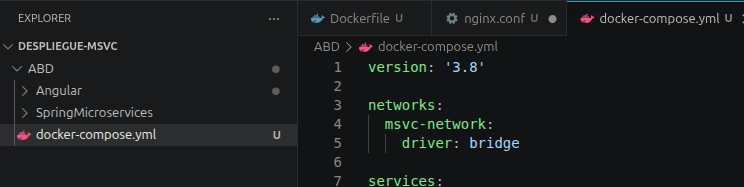 EXPLORER
DESPLIEGUE-MSVC
ABD
Angular
SpringMicroservices
docker-compose.yml U
Dockerfile U
nginx.conf U
docker-compose.yml U
ABD > docker-compose.yml
1 version: '3.8'
2
3 networks:
4 msvc-network:
5 driver: bridge
6
7 services: